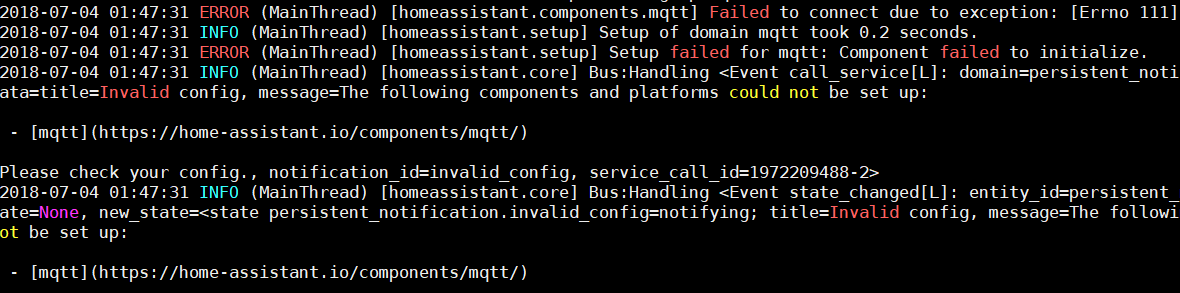 2018-07-04 01:47:31 ERROR (MainThread) [homeassistant.components.mqtt] Failed to connect due to exception: [Errno 111]
2018-07-04 01:47:31 INFO (MainThread) [homeassistant.setup] Setup of domain mqtt took 0.2 seconds.
2018-07-04 01:47:31 ERROR (MainThread) [homeassistant.setup] Setup failed for mqtt: Component failed to initialize.
2018-07-04 01:47:31 INFO (MainThread) [homeassistant.core] Bus:Handling <Event call_service[L]: domain=persistent_noti
ata=title=Invalid config, message=The following components and platforms could not be set up:
- [mqtt](https://home-assistant.io/components/mqtt/)
Please check your config., notification_id=invalid_config, service_call_id=1972209488-2>
2018-07-04 01:47:31 INFO (MainThread) [homeassistant.core] Bus:Handling <Event state_changed[L]: entity_id=persistent_
ate=None, new_state=<state persistent_notification.invalid_config=notifying; title=Invalid config, message=The followi
ot be set up:
- [mqtt](https://home-assistant.io/components/mqtt/)